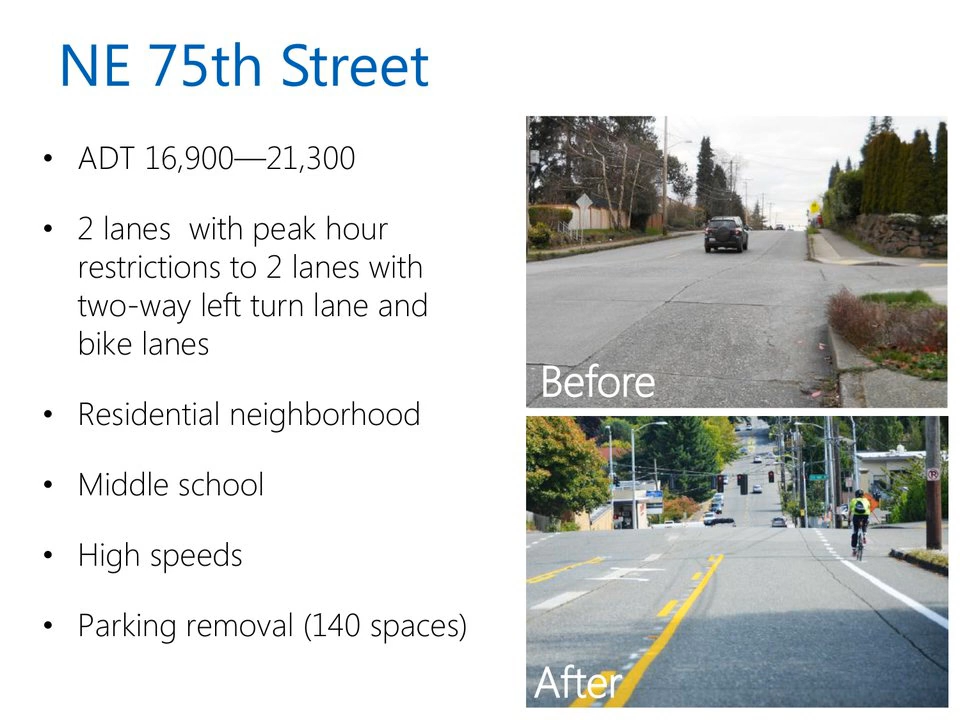 NE 75th Street
• ADT 16,900—21,300
• 2 lanes  with peak hour
restrictions to 2 lanes with
two-way left turn lane and
bike lanes
• Residential neighborhood
• Middle school
• High speeds
• Parking removal (140 spaces)
Before
After